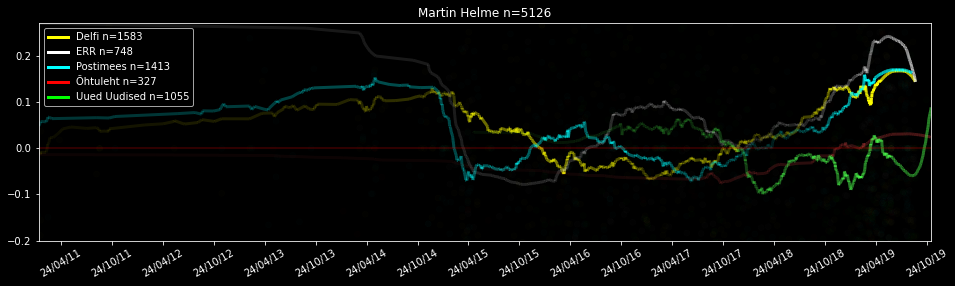 Martin Helme n=5126
Delfi n=1583
ERR n=748
Postimees n=1413
Õhtuleht n=327
Uued Uudised n=1055
0.2
0.1
0.0
−0.1
−0.2
24/04/11 24/10/11 24/04/12 24/10/12 24/04/13 24/10/13 24/04/14 24/10/14 24/04/15 24/10/15 24/04/16 24/10/16 24/04/17 24/10/17 24/04/18 24/10/18 24/04/19 24/10/19